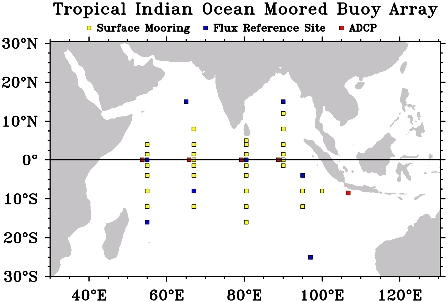 Tropical Indian Ocean Moored Buoy Array
Surface Mooring Flux Reference Site ADCP
30°N
20°N
10°N
0°
10°S
20°S
30°S
40°E 60°E 80°E 100°E 120°E